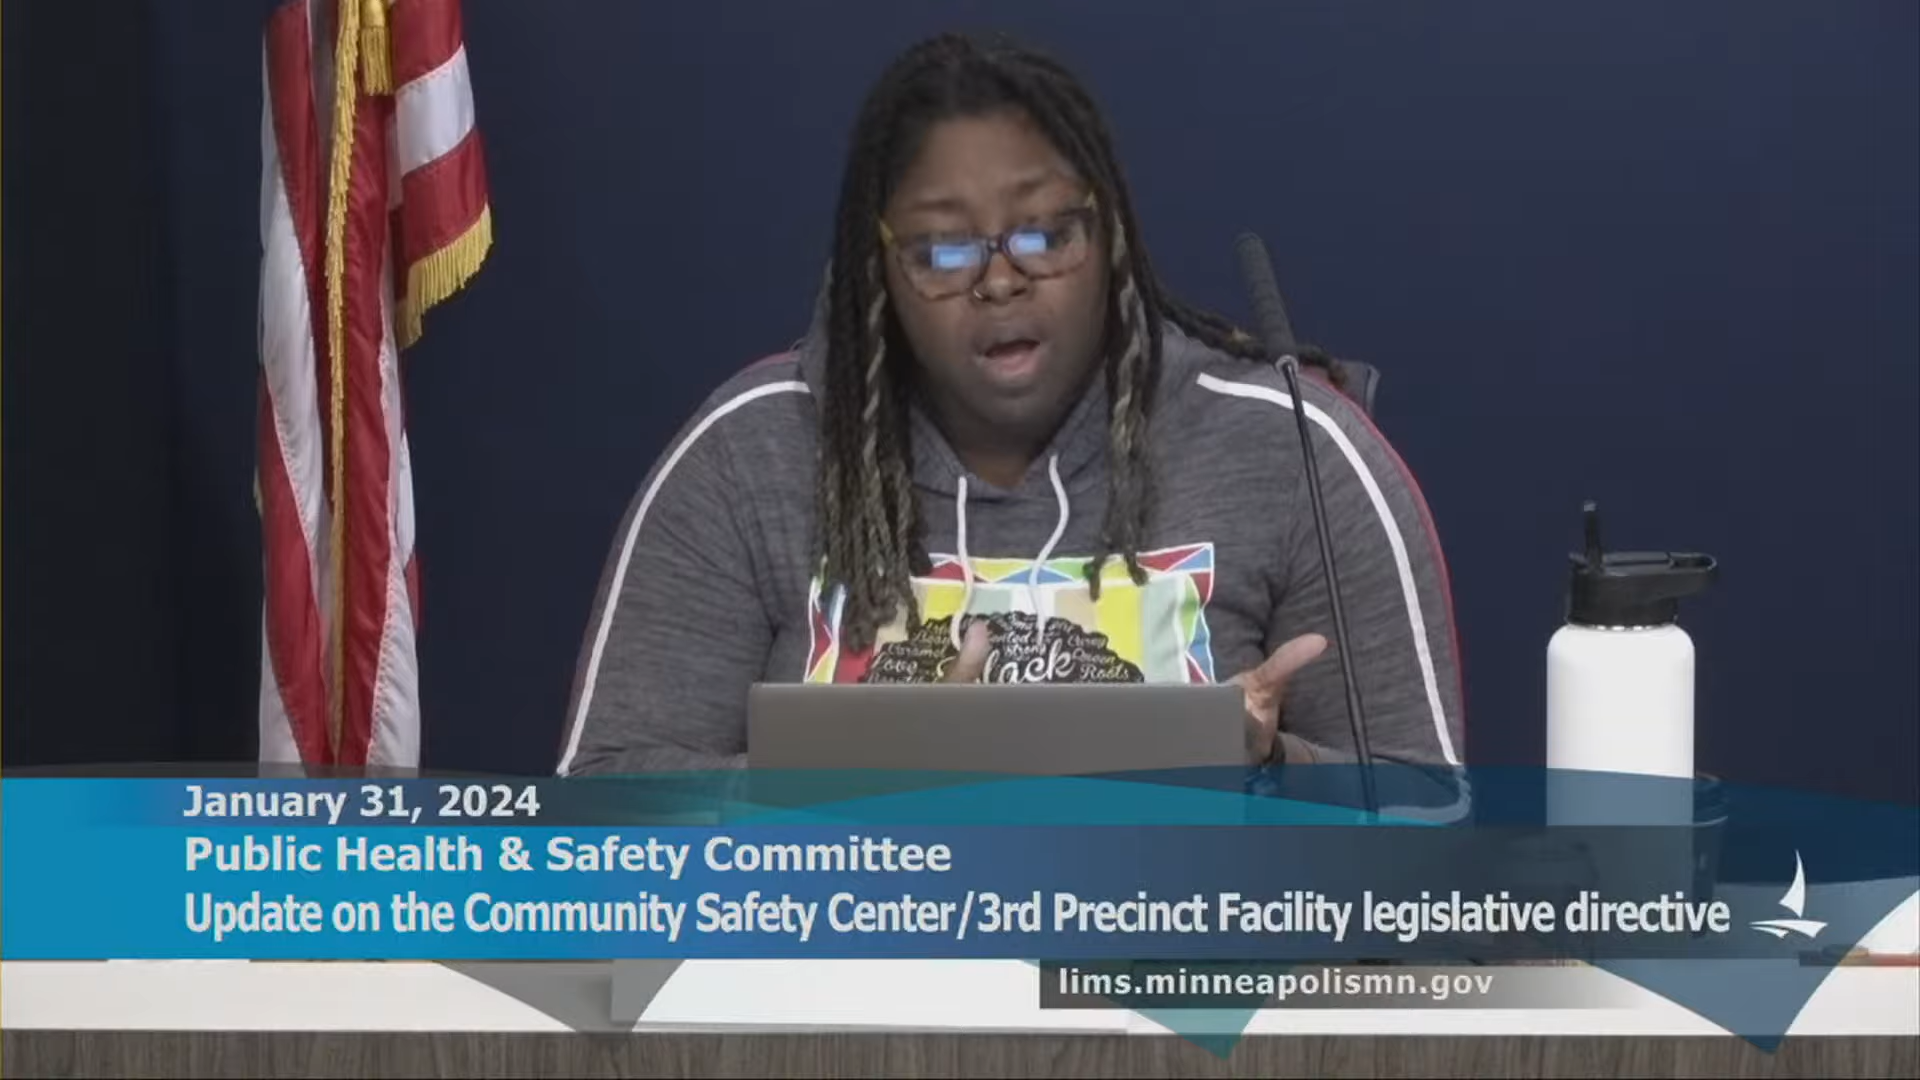 January 31, 2024
Public Health & Safety Committee
Update on the Community Safety Center/3rd Precinct Facility legislative directive
lims.minneapolismn.gov
Caramel
Strong
Queen
Love
Black
Roots